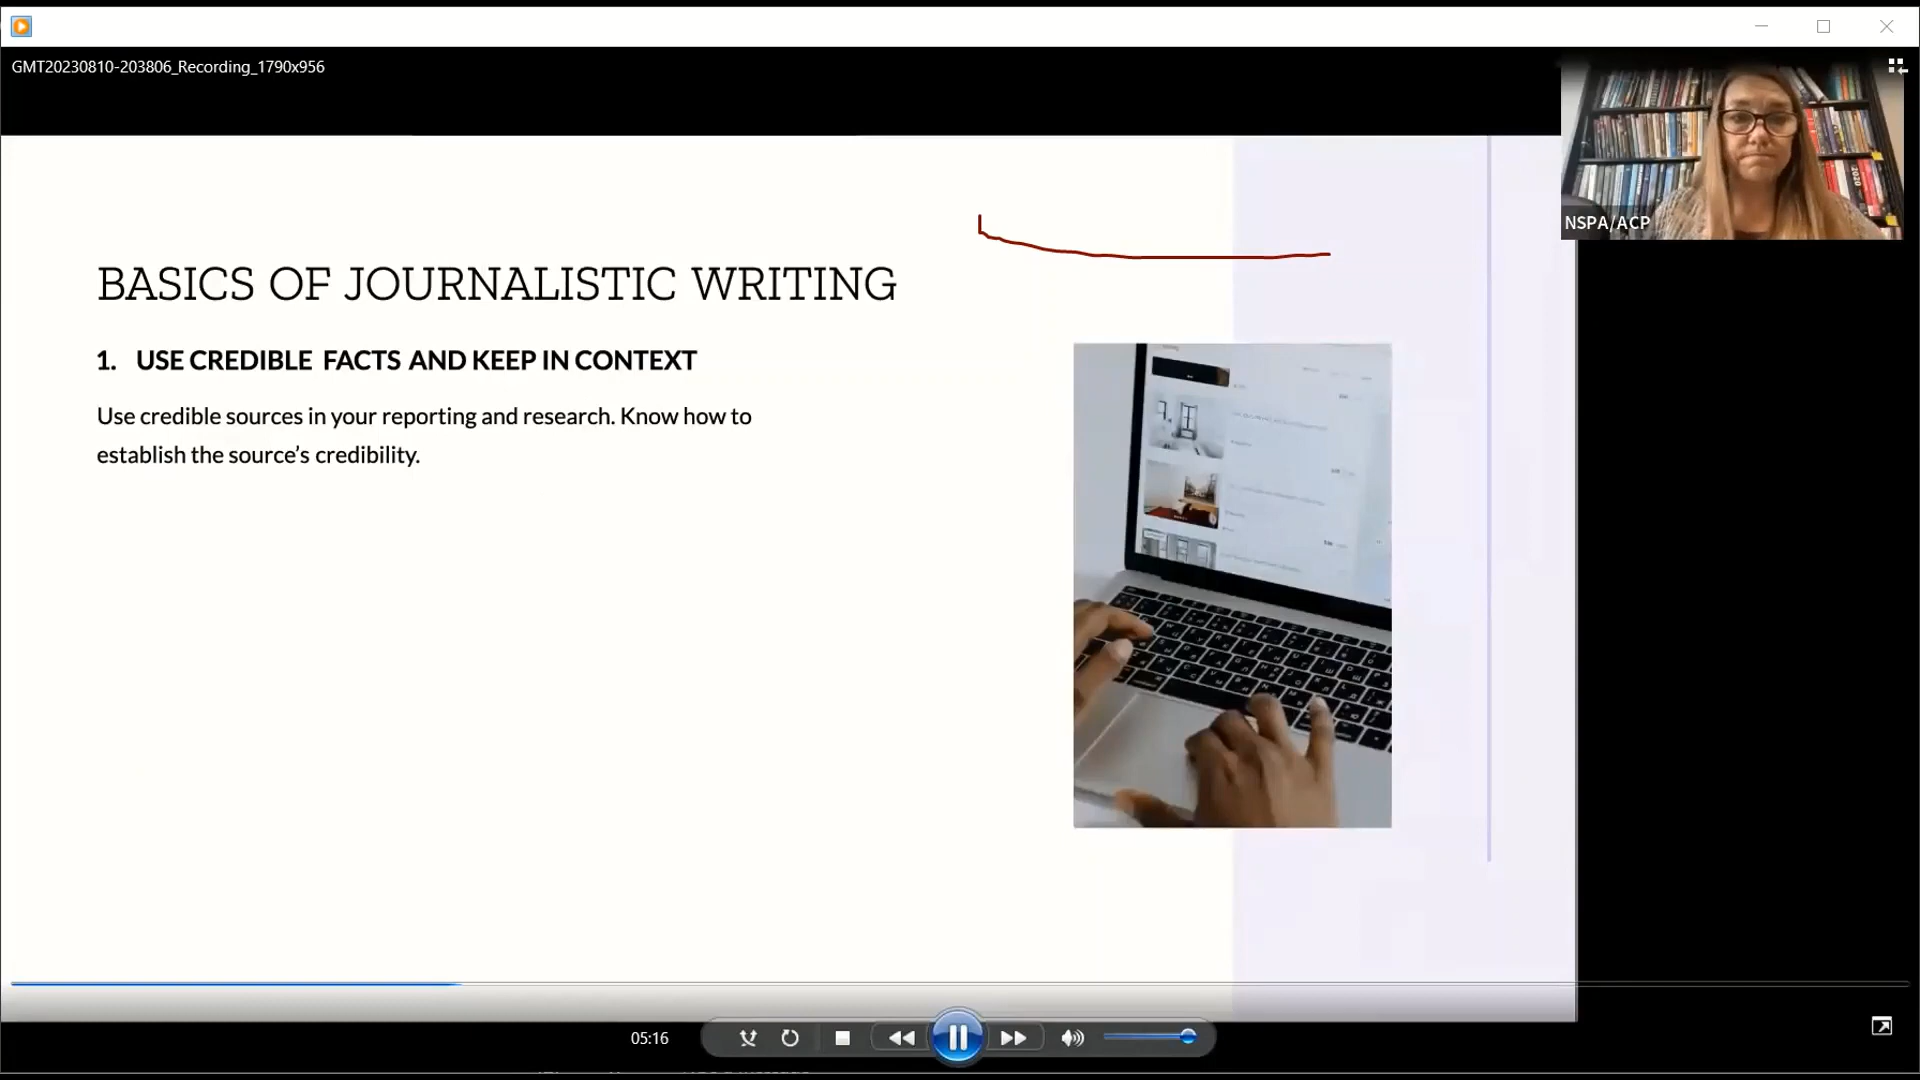 GMT20230810-203806_Recording_1790x956
NSPA/ACP
BASICS OF JOURNALISTIC WRITING
1. USE CREDIBLE FACTS AND KEEP IN CONTEXT
Use credible sources in your reporting and research. Know how to
establish the source’s credibility.
2020
05:16